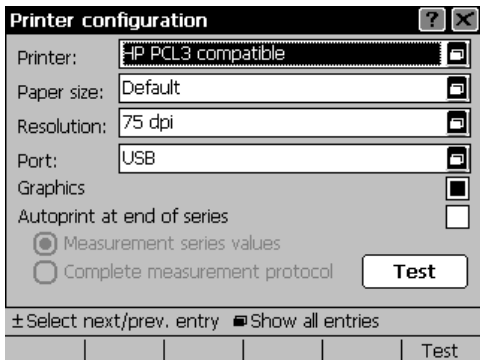 Printer configuration ?
Printer: HP PCL3 compatible
Paper size: Default
Resolution: 75 dpi
Port: USB
Graphics
Autoprint at end of series
Measurement series values
Complete measurement protocol Test
±Select next/prev. entry Show all entries
Test